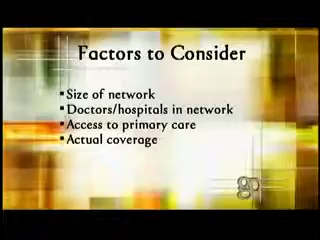 Factors to Consider
▪Size of network
▪Doctors/hospitals in network
▪Access to primary care
▪Actual coverage